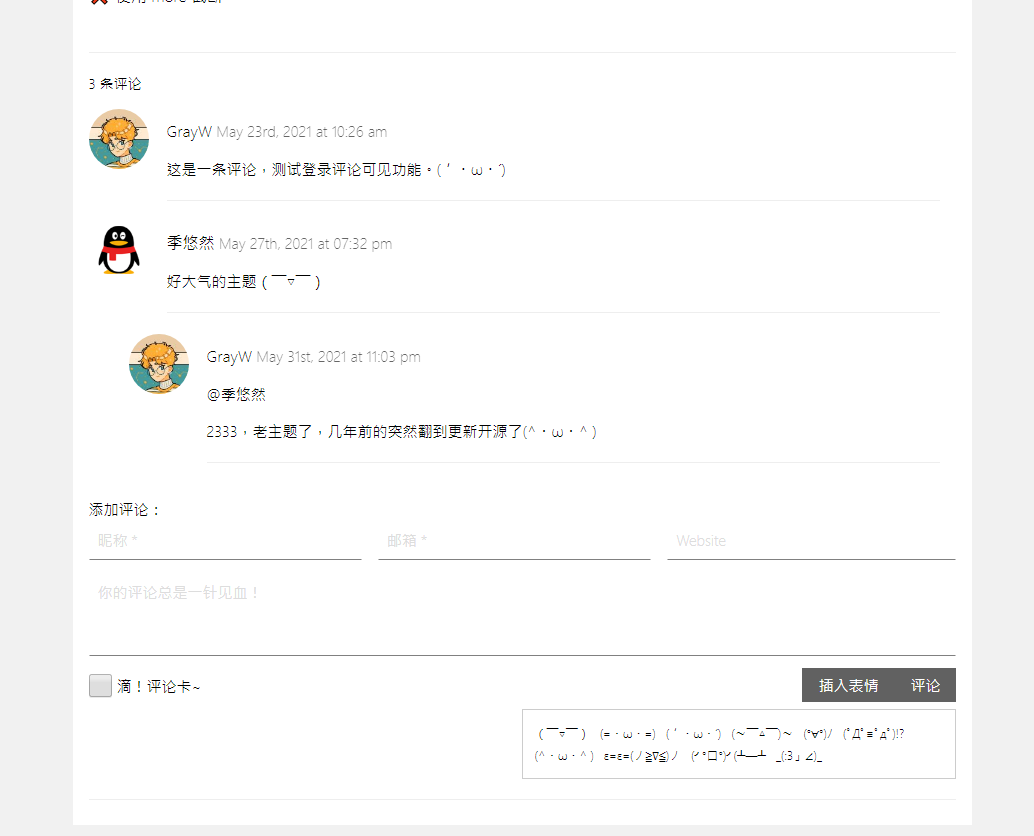 使用 more 截断
3 条评论
GrayW May 23rd, 2021 at 10:26 am
这是一条评论，测试登录评论可见功能。( ′・ω・`)
季悠然 May 27th, 2021 at 07:32 pm
好大气的主题 ( ￣▽￣ )
GrayW May 31st, 2021 at 11:03 pm
@季悠然
2333，老主题了，几年前的突然翻到更新开源了(^・ω・^ )
添加评论：
昵称 *
邮箱 *
Website
你的评论总是一针见血！
滴！评论卡~
插入表情
评论
( ￣▽￣ ) (=・ω・=) ( ′・ω・`) (～￣△￣)～ (°∀°)ﾉ (ﾟДﾟ≡ﾟдﾟ)!?
(^・ω・^ ) ε=ε=(ノ≧∇≦)ノ (╯°口°)╯(┴—┴ _(:3」∠)_